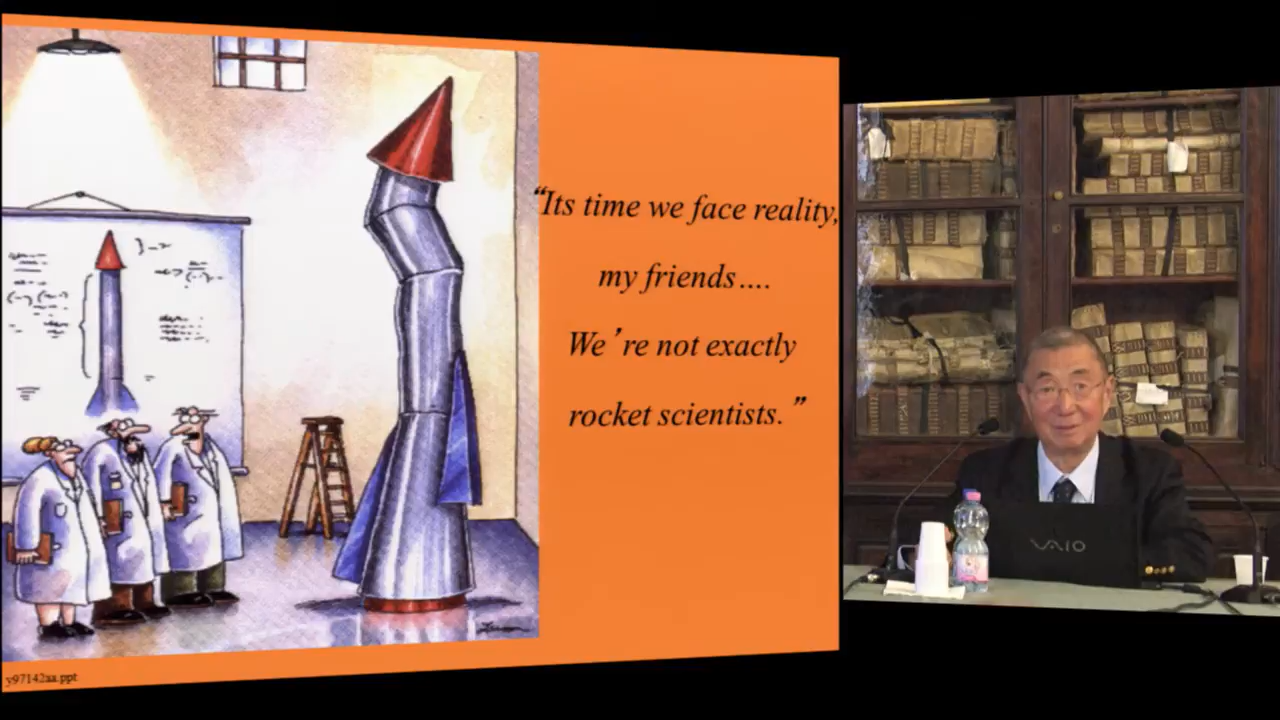 “Its time we face reality,
my friends....
We’re not exactly
rocket scientists.”
y97142aa.ppt
VAIO